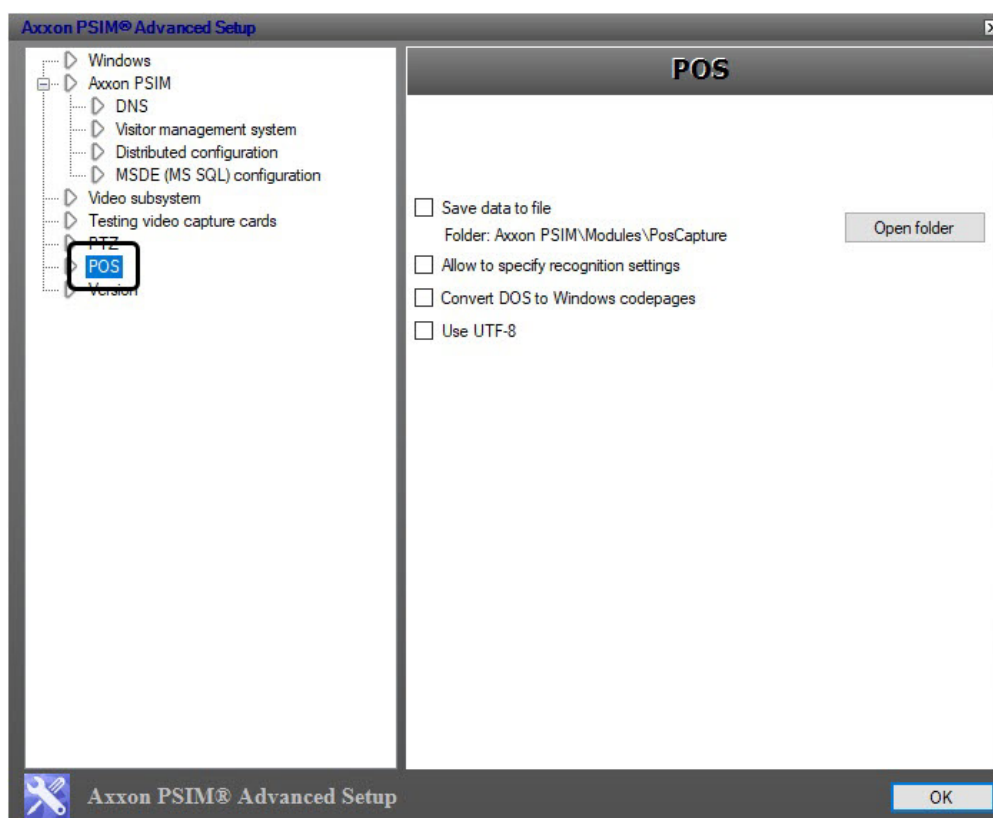 Axxon PSIM® Advanced Setup
Windows
Axxon PSIM
DNS
Visitor management system
Distributed configuration
MSDE (MS SQL) configuration
Video subsystem
Testing video capture cards
PTZ
POS
Version
POS
Save data to file
Folder: Axxon PSIM\Modules\PosCapture
Open folder
Allow to specify recognition settings
Convert DOS to Windows codepages
Use UTF-8
Axxon PSIM® Advanced Setup
OK